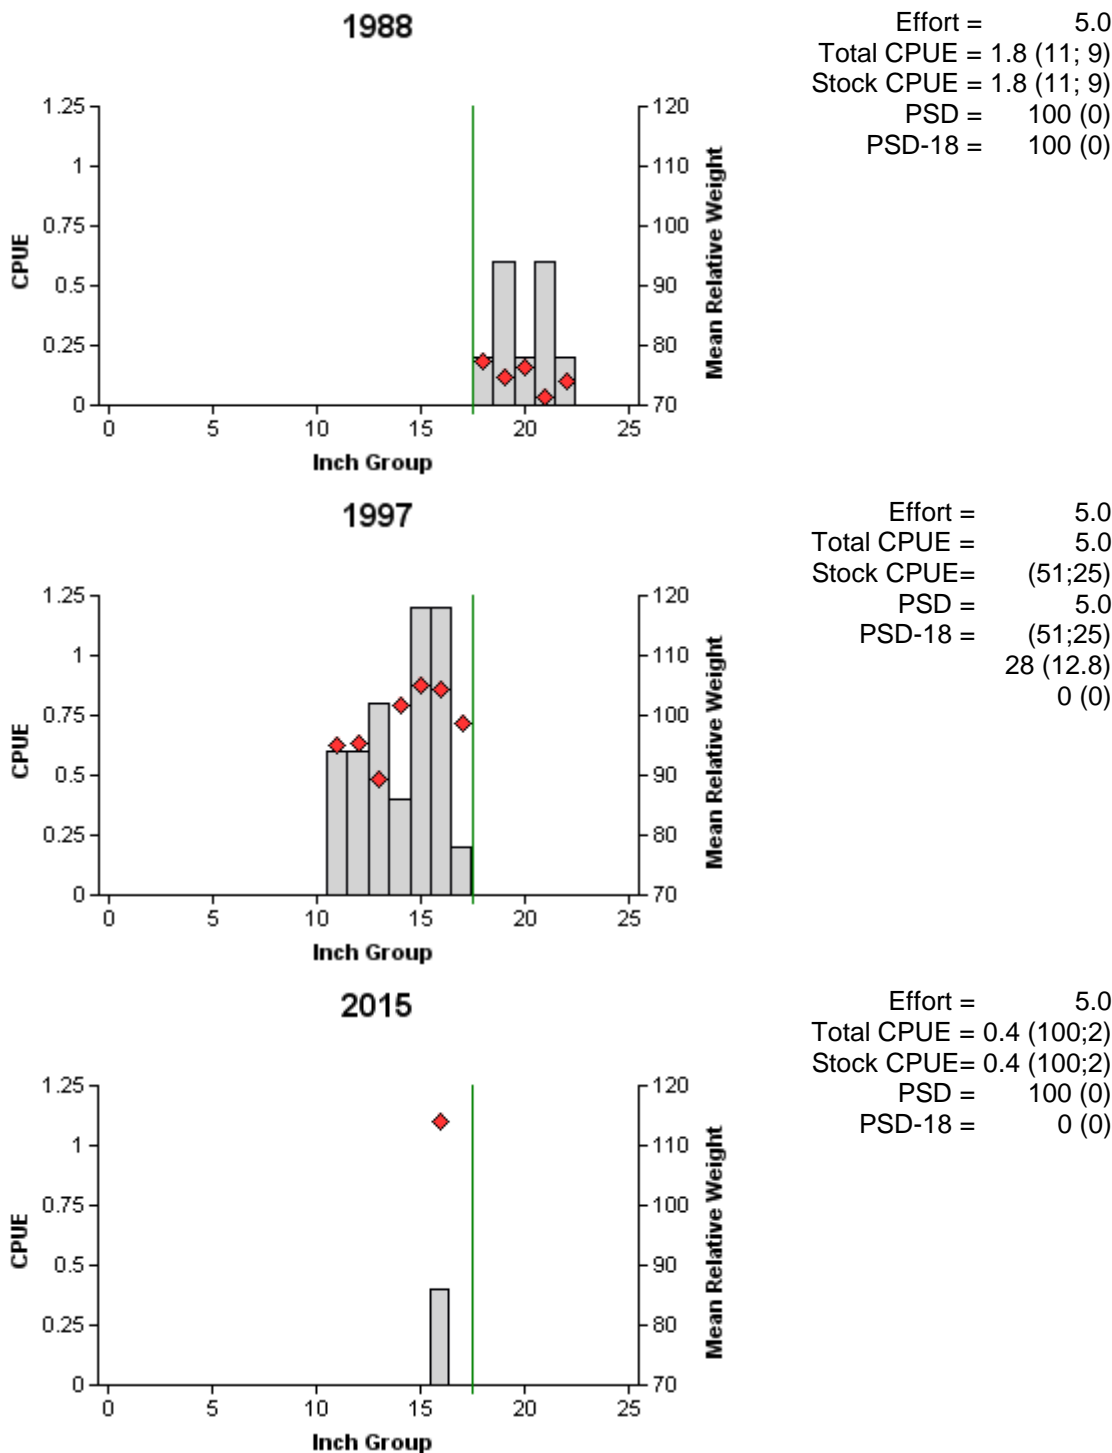 1988
Effort = 5.0
Total CPUE = 1.8 (11; 9)
Stock CPUE = 1.8 (11; 9)
PSD = 100 (0)
PSD-18 = 100 (0)
1.25
1
0.75
0.5
0.25
0
CPUE
120
110
100
90
80
70
Mean Relative Weight
0 5 10 15 20 25
Inch Group
1997
Effort = 5.0
Total CPUE = 5.0
Stock CPUE= (51;25)
PSD = 5.0
PSD-18 = (51;25)
28 (12.8)
0 (0)
1.25
1
0.75
0.5
0.25
0
CPUE
120
110
100
90
80
70
Mean Relative Weight
0 5 10 15 20 25
Inch Group
2015
Effort = 5.0
Total CPUE = 0.4 (100;2)
Stock CPUE= 0.4 (100;2)
PSD = 100 (0)
PSD-18 = 0 (0)
1.25
1
0.75
0.5
0.25
0
CPUE
120
110
100
90
80
70
Mean Relative Weight
0 5 10 15 20 25
Inch Group